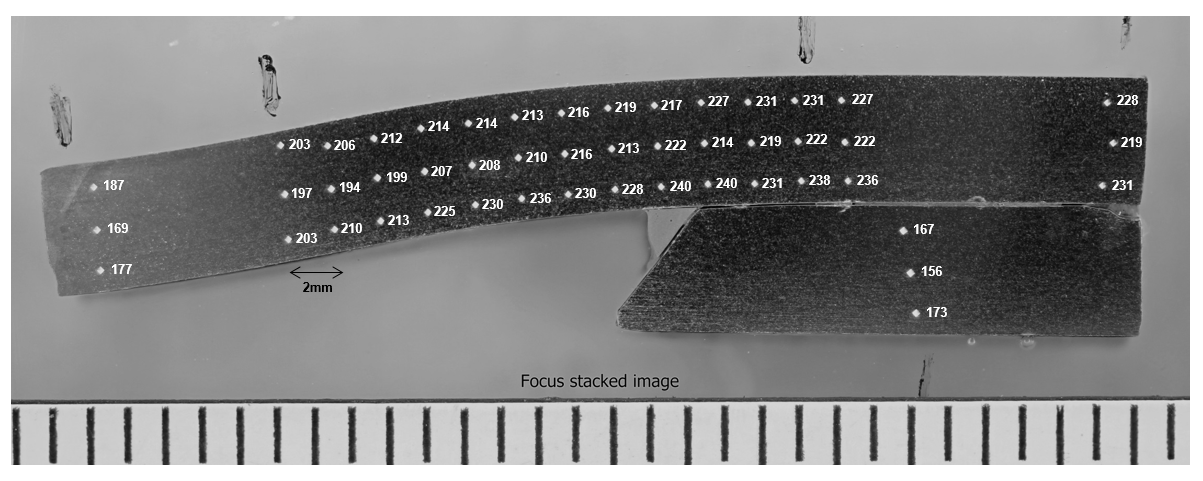 203 206 212 214 214 213 216 219 217 227 231 231 227 228
187 197 194 199 207 208 210 216 213 222 214 219 222 222 219
169 203 210 213 225 230 236 230 228 240 240 231 238 236 231
177
2mm
167
156
173
Focus stacked image